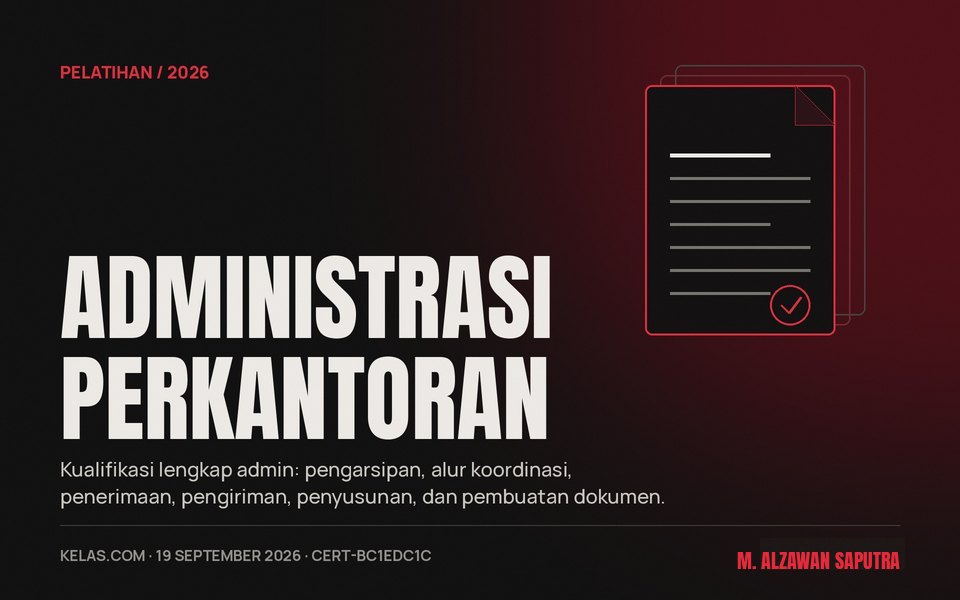 PELATIHAN / 2026
ADMINISTRASI
PERKANTORAN
Kualifikasi lengkap admin: pengarsipan, alur koordinasi,
penerimaan, pengiriman, penyusunan, dan pembuatan dokumen.
KELAS.COM · 19 SEPTEMBER 2026 · CERT-BC1EDC1C
M. ALZAWAN SAPUTRA